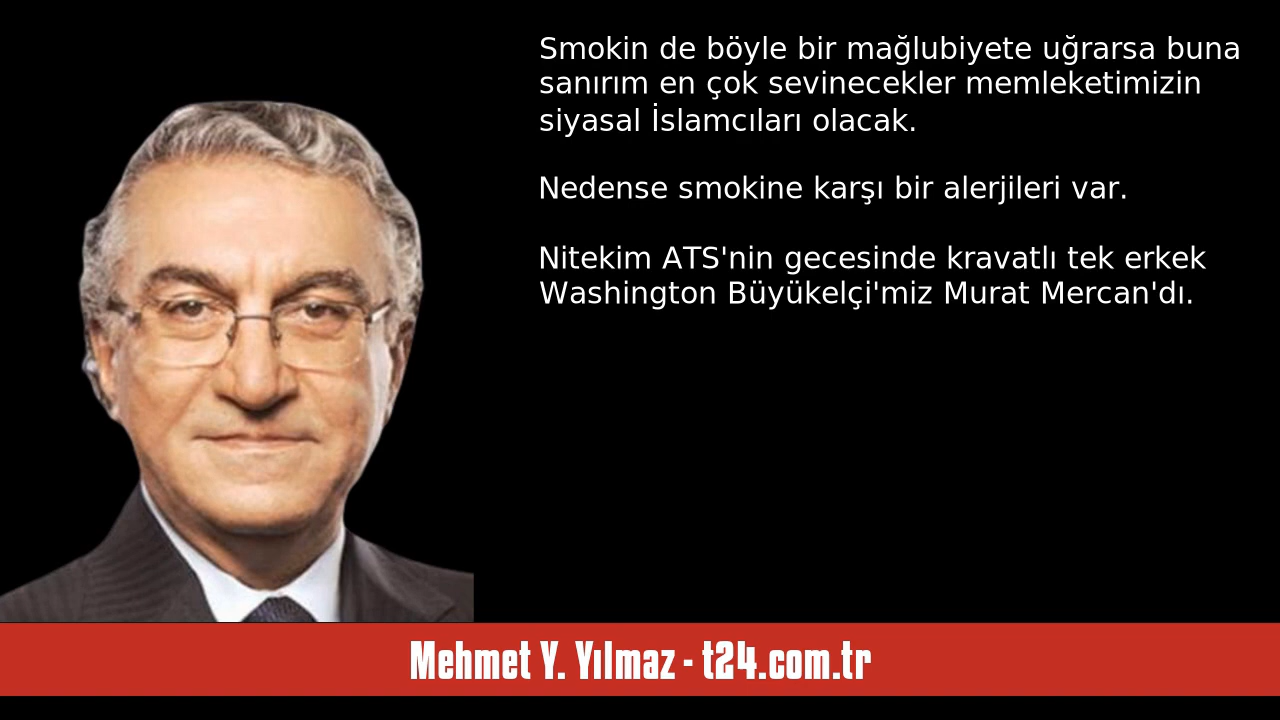 Smokin de böyle bir mağlubiyete uğrarsa buna
sanırım en çok sevinecekler memleketimizin
siyasal İslamcıları olacak.
Nedense smokine karşı bir alerjileri var.
Nitekim ATS'nin gecesinde kravatlı tek erkek
Washington Büyükelçi'miz Murat Mercan'dı.
Mehmet Y. Yılmaz - t24.com.tr